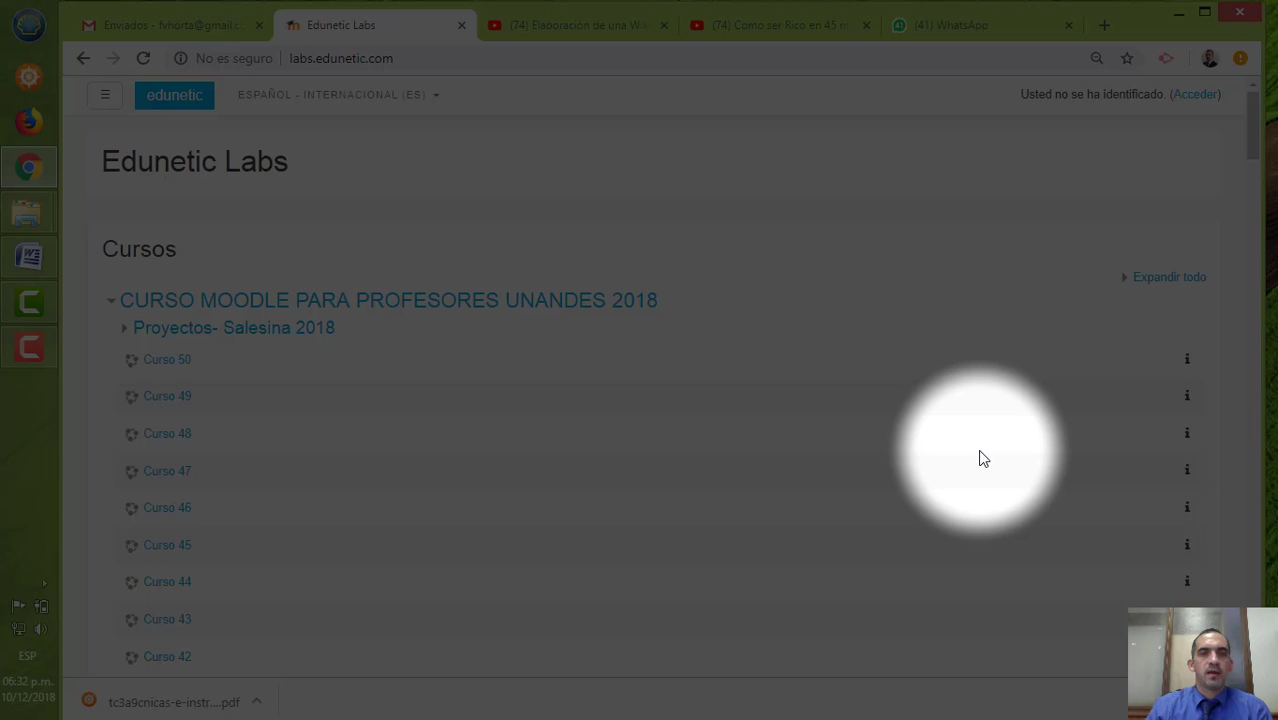 Enviados - fvhorta@gmail.c
Edunetic Labs
(74) Elaboración de una W
(74) Como ser Rico en 45 m
(41) WhatsApp
No es seguro
labs.edunetic.com
edunetic
ESPAÑOL - INTERNACIONAL (ES)
Usted no se ha identificado. (Acceder)
Edunetic Labs
Cursos
Expandir todo
CURSO MOODLE PARA PROFESORES UNANDES 2018
Proyectos- Salesina 2018
Curso 50
Curso 49
Curso 48
Curso 47
Curso 46
Curso 45
Curso 44
Curso 43
Curso 42
ESP
06:32 p.m.
10/12/2018
tc3a9cnicas-e-instr....pdf